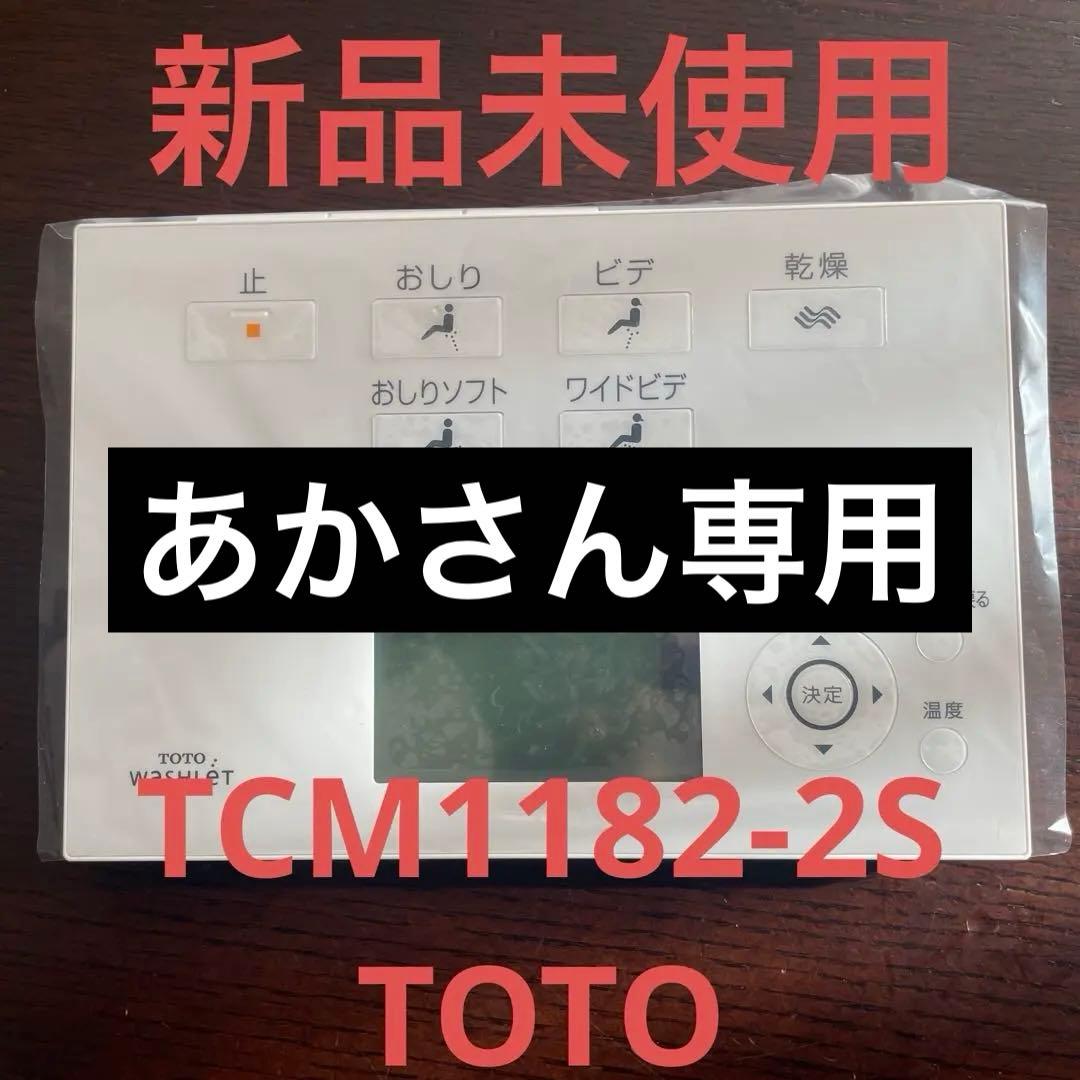 新品未使用
止 おしり ビデ 乾燥
おしりソフト ワイドビデ
あかさん専用
戻る
決定
温度
TOTO
WASHLET
TCM1182-2S
TOTO